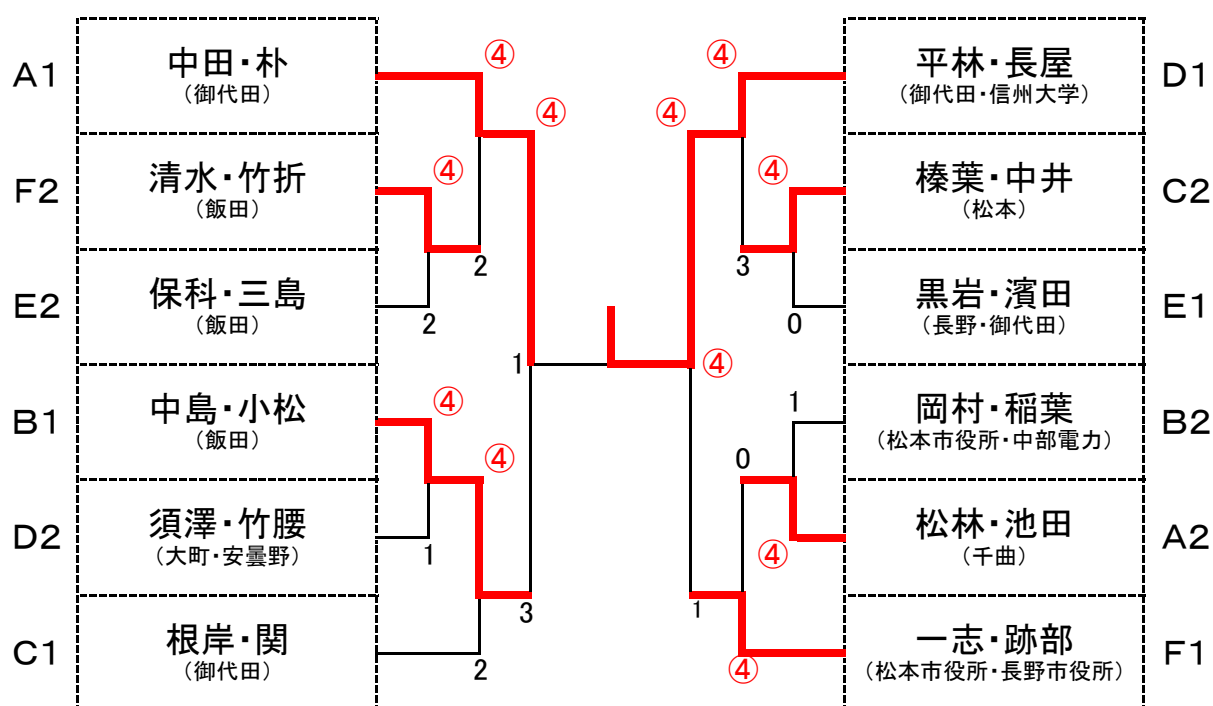 A1
中田・朴
(御代田)
④
④
F2
清水・竹折
(飯田)
④
2
E2
保科・三島
(飯田)
2
1
B1
中島・小松
(飯田)
④
④
D2
須澤・竹腰
(大町・安曇野)
1
3
C1
根岸・関
(御代田)
2
④
④
平林・長屋
(御代田・信州大学)
D1
④
榛葉・中井
(松本)
C2
3
黒岩・濱田
(長野・御代田)
E1
0
④
1
岡村・稲葉
(松本市役所・中部電力)
B2
0
④
松林・池田
(千曲)
A2
1
④
一志・跡部
(松本市役所・長野市役所)
F1